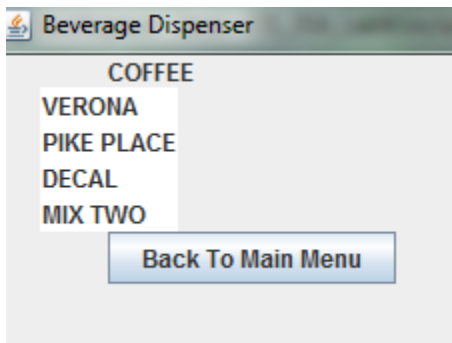 Beverage Dispenser
COFFEE
VERONA
PIKE PLACE
DECAL
MIX TWO
Back To Main Menu